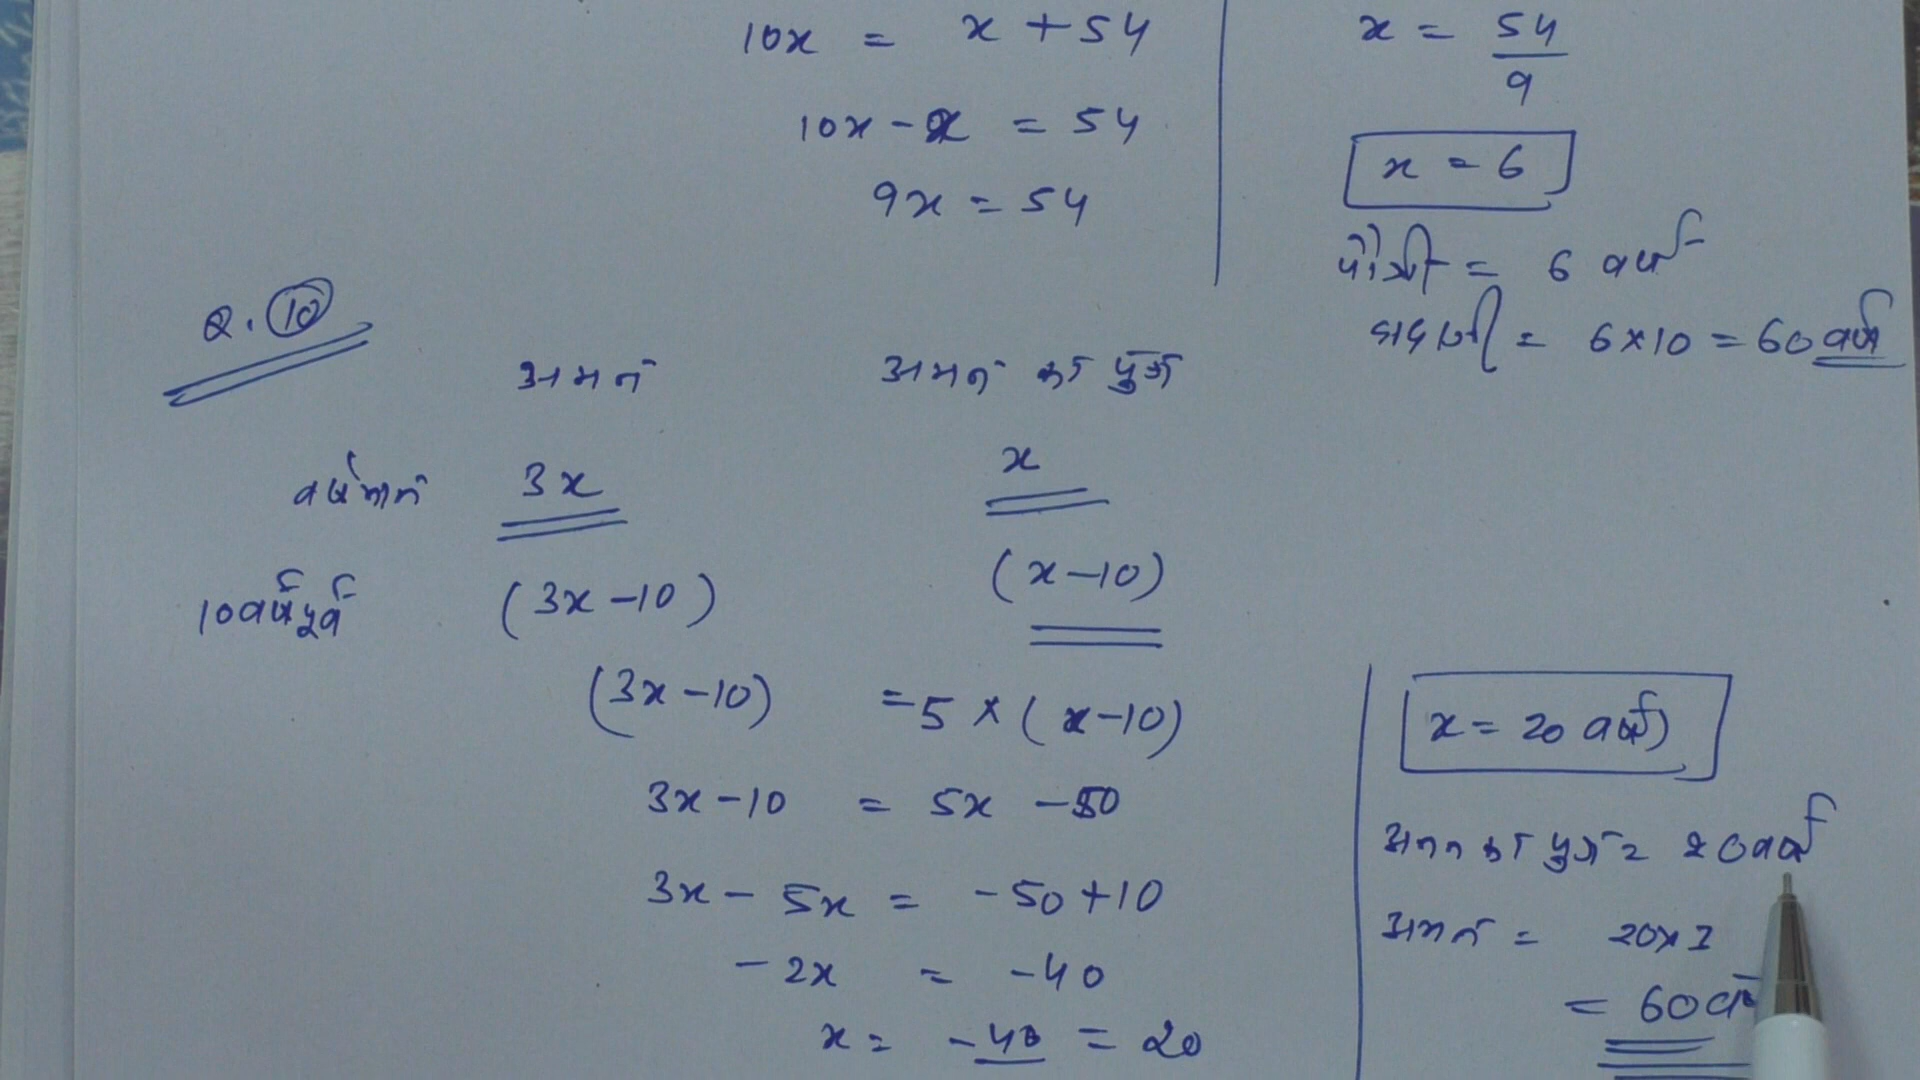 10x = x + 54
10x - x = 54
9x = 54
x = 54
9
x = 6
पोत्री = 6 वर्ष
दादाजी = 6×10 = 60 वर्ष
Q. 10
अमन अमन का पुत्र
वर्तमान 3x x
10 वर्ष पूर्व (3x - 10) (x - 10)
(3x - 10) = 5 × (x - 10)
3x - 10 = 5x - 50
3x - 5x = -50 + 10
-2x = -40
x = -40 = 20
x = 20 वर्ष
अमन का पुत्र = 20 वर्ष
अमन = 20×3
= 60